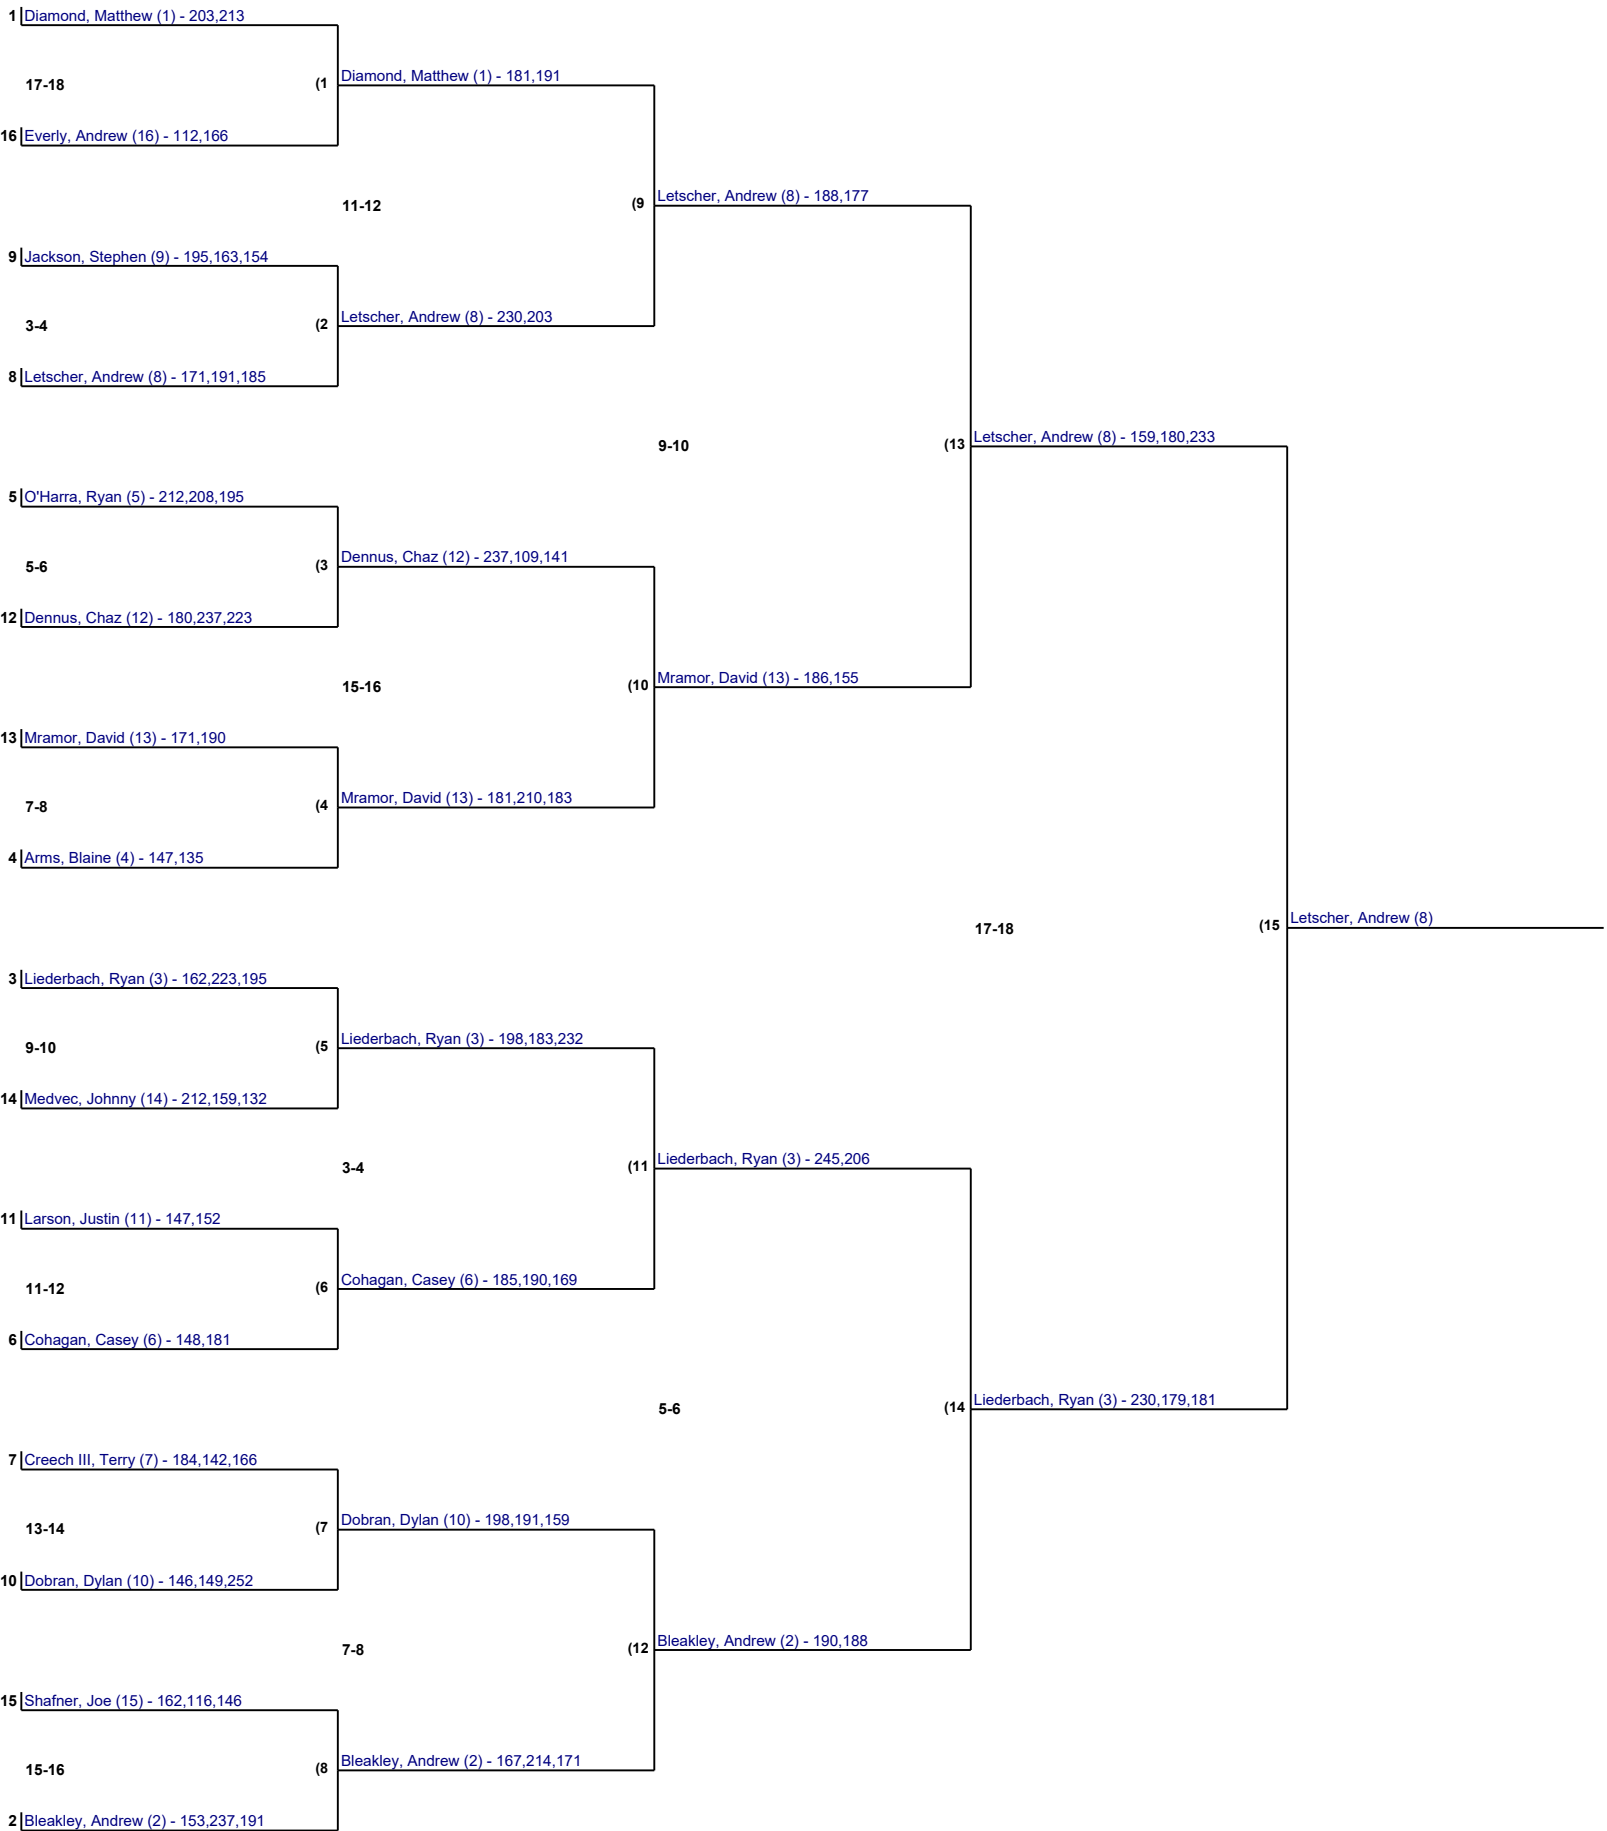 1 Diamond, Matthew (1) - 203,213
Diamond, Matthew (1) - 181,191
17-18 (1
16 Everly, Andrew (16) - 112,166
Letscher, Andrew (8) - 188,177
11-12 (9
9 Jackson, Stephen (9) - 195,163,154
Letscher, Andrew (8) - 230,203
3-4 (2
8 Letscher, Andrew (8) - 171,191,185
Letscher, Andrew (8) - 159,180,233
9-10 (13
5 O'Harra, Ryan (5) - 212,208,195
Dennus, Chaz (12) - 237,109,141
5-6 (3
12 Dennus, Chaz (12) - 180,237,223
Mramor, David (13) - 186,155
15-16 (10
13 Mramor, David (13) - 171,190
Mramor, David (13) - 181,210,183
7-8 (4
4 Arms, Blaine (4) - 147,135
Letscher, Andrew (8)
17-18 (15
3 Liederbach, Ryan (3) - 162,223,195
Liederbach, Ryan (3) - 198,183,232
9-10 (5
14 Medvec, Johnny (14) - 212,159,132
Liederbach, Ryan (3) - 245,206
3-4 (11
11 Larson, Justin (11) - 147,152
Cohagan, Casey (6) - 185,190,169
11-12 (6
6 Cohagan, Casey (6) - 148,181
Liederbach, Ryan (3) - 230,179,181
5-6 (14
7 Creech III, Terry (7) - 184,142,166
Dobran, Dylan (10) - 198,191,159
13-14 (7
10 Dobran, Dylan (10) - 146,149,252
Bleakley, Andrew (2) - 190,188
7-8 (12
15 Shafner, Joe (15) - 162,116,146
Bleakley, Andrew (2) - 167,214,171
15-16 (8
2 Bleakley, Andrew (2) - 153,237,191